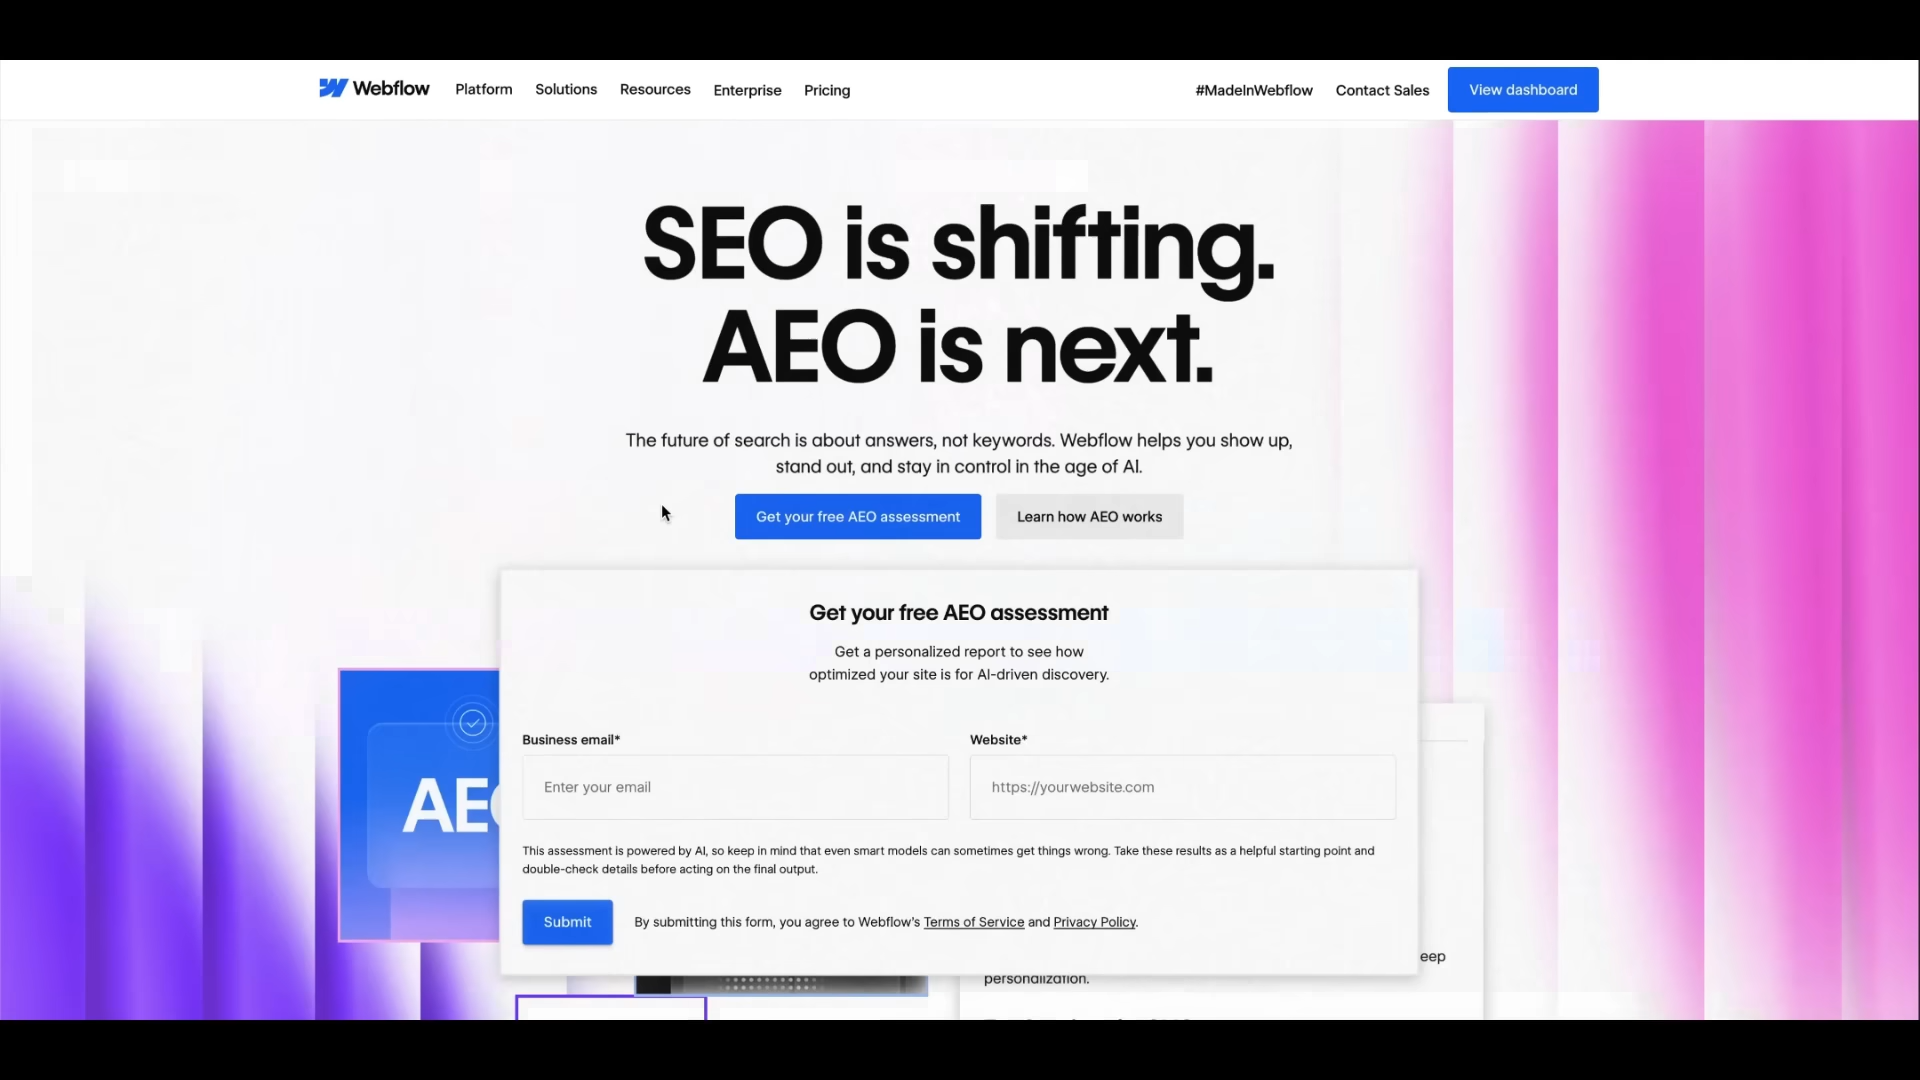 Webflow
Platform
Solutions
Resources
Enterprise
Pricing
#MadeInWebflow
Contact Sales
View dashboard
SEO is shifting.
AEO is next.
The future of search is about answers, not keywords. Webflow helps you show up,
stand out, and stay in control in the age of AI.
Get your free AEO assessment
Learn how AEO works
Get your free AEO assessment
Get a personalized report to see how
optimized your site is for AI-driven discovery.
Business email*
Website*
Enter your email
https://yourwebsite.com
AEO
This assessment is powered by AI, so keep in mind that even smart models can sometimes get things wrong. Take these results as a helpful starting point and
double-check details before acting on the final output.
Submit
By submitting this form, you agree to Webflow's Terms of Service and Privacy Policy.
eep
personalization.